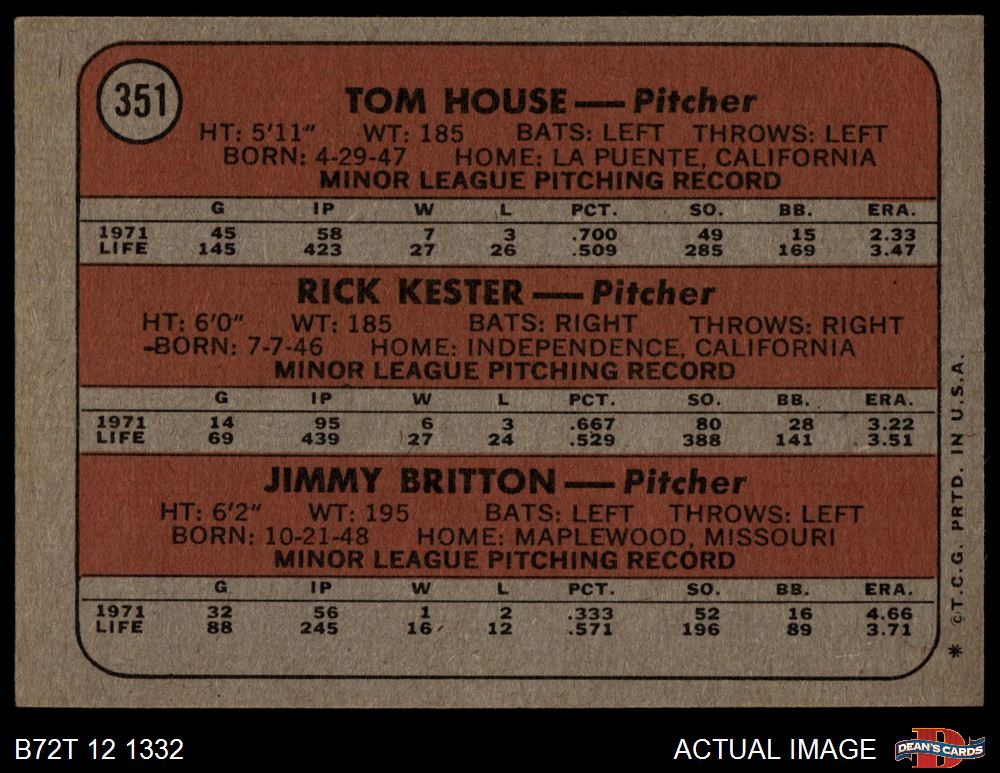 351
TOM HOUSE — Pitcher
HT: 5'11" WT: 185 BATS: LEFT THROWS: LEFT
BORN: 4-29-47 HOME: LA PUENTE, CALIFORNIA
MINOR LEAGUE PITCHING RECORD
G IP W L PCT. SO. BB. ERA.
1971 45 58 7 3 .700 49 15 2.33
LIFE 145 423 27 26 .509 285 169 3.47
RICK KESTER — Pitcher
HT: 6'0" WT: 185 BATS: RIGHT THROWS: RIGHT
BORN: 7-7-46 HOME: INDEPENDENCE, CALIFORNIA
MINOR LEAGUE PITCHING RECORD
G IP W L PCT. SO. BB. ERA.
1971 14 95 6 3 .667 80 28 3.22
LIFE 69 439 27 24 .529 388 141 3.51
JIMMY BRITTON — Pitcher
HT: 6'2" WT: 195 BATS: LEFT THROWS: LEFT
BORN: 10-21-48 HOME: MAPLEWOOD, MISSOURI
MINOR LEAGUE PITCHING RECORD
G IP W L PCT. SO. BB. ERA.
1971 32 56 1 2 .333 52 16 4.66
LIFE 88 245 16 12 .571 196 89 3.71
* © T.C.G. PRTD. IN U.S.A.
B72T 12 1332
ACTUAL IMAGE
DEAN'S CARDS